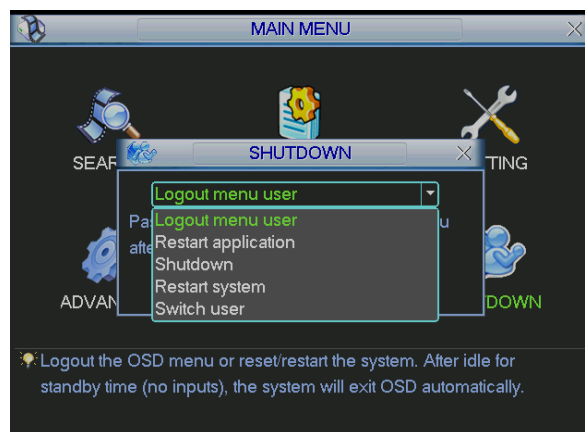 MAIN MENU
SEAR
TING
SHUTDOWN
Logout menu user
Pa
u
Logout menu user
afte
Restart application
Shutdown
Restart system
Switch user
ADVAN
DOWN
Logout the OSD menu or reset/restart the system. After idle for
standby time (no inputs), the system will exit OSD automatically.